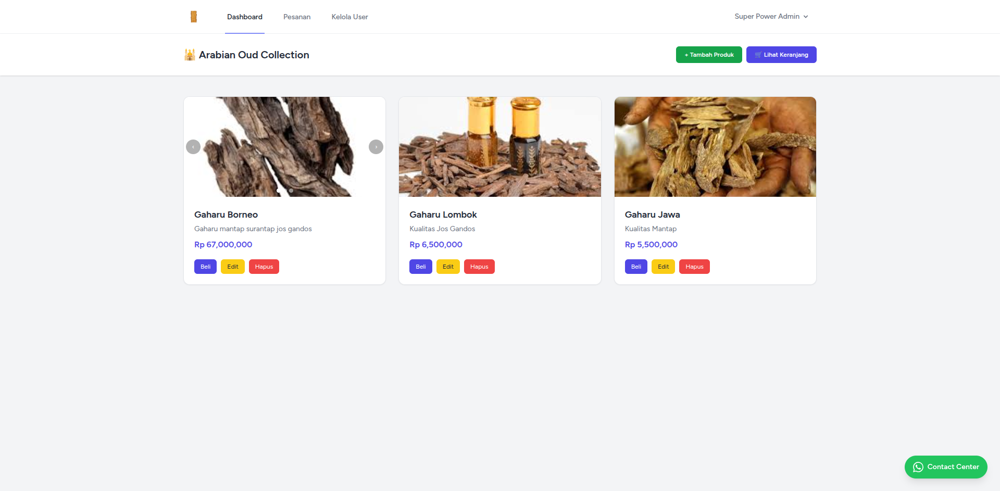 Dashboard Pesanan Kelola User Super Power Admin
Arabian Oud Collection + Tambah Produk Lihat Keranjang
Gaharu Borneo
Gaharu mantap surantap jos gandos
Rp 67,000,000
Beli Edit Hapus
Gaharu Lombok
Kualitas Jos Gandos
Rp 6,500,000
Beli Edit Hapus
Gaharu Jawa
Kualitas Mantap
Rp 5,500,000
Beli Edit Hapus
Contact Center